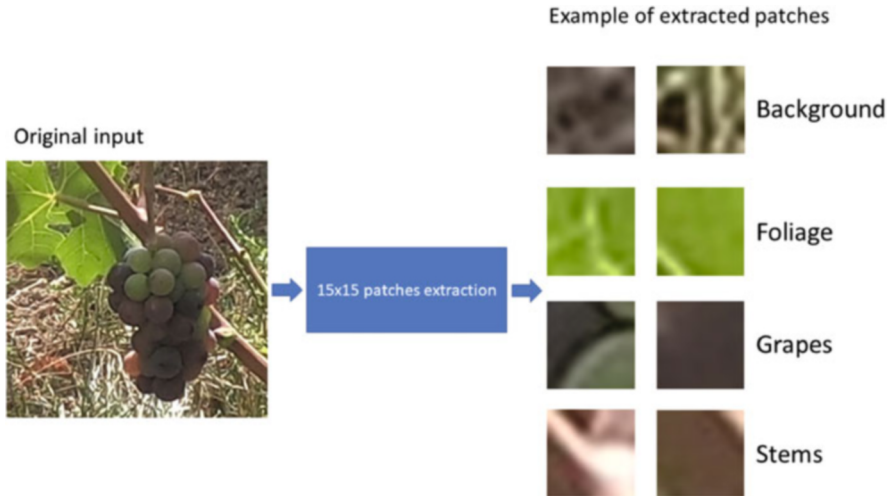 Example of extracted patches
Original input
Background
Foliage
15x15 patches extraction
Grapes
Stems